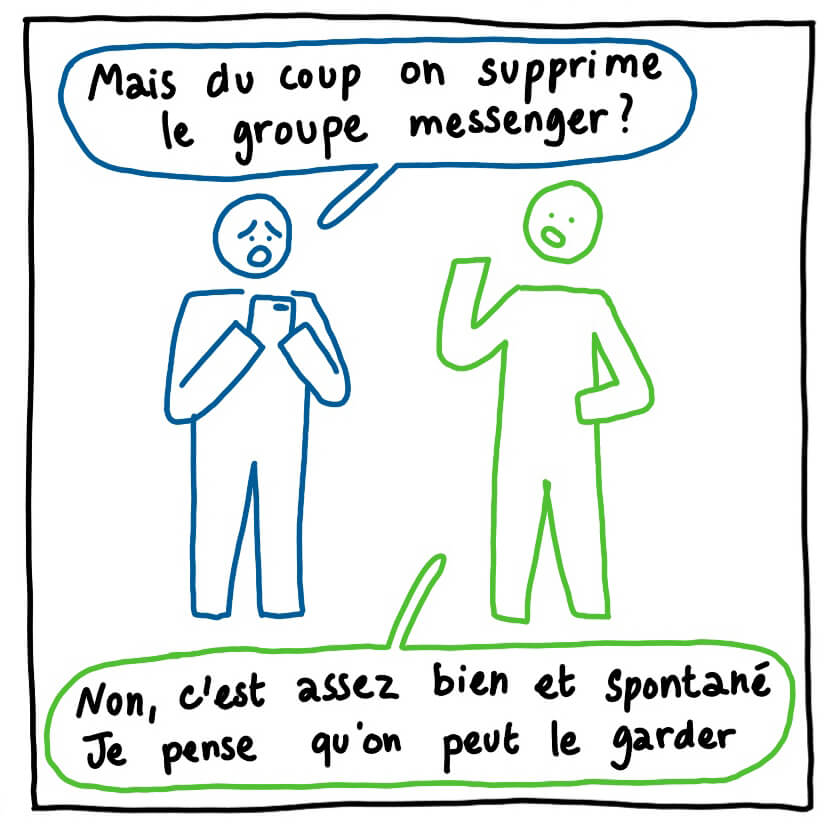 Mais du coup on supprime
le groupe messenger?
Non, c'est assez bien et spontané
Je pense qu'on peut le garder